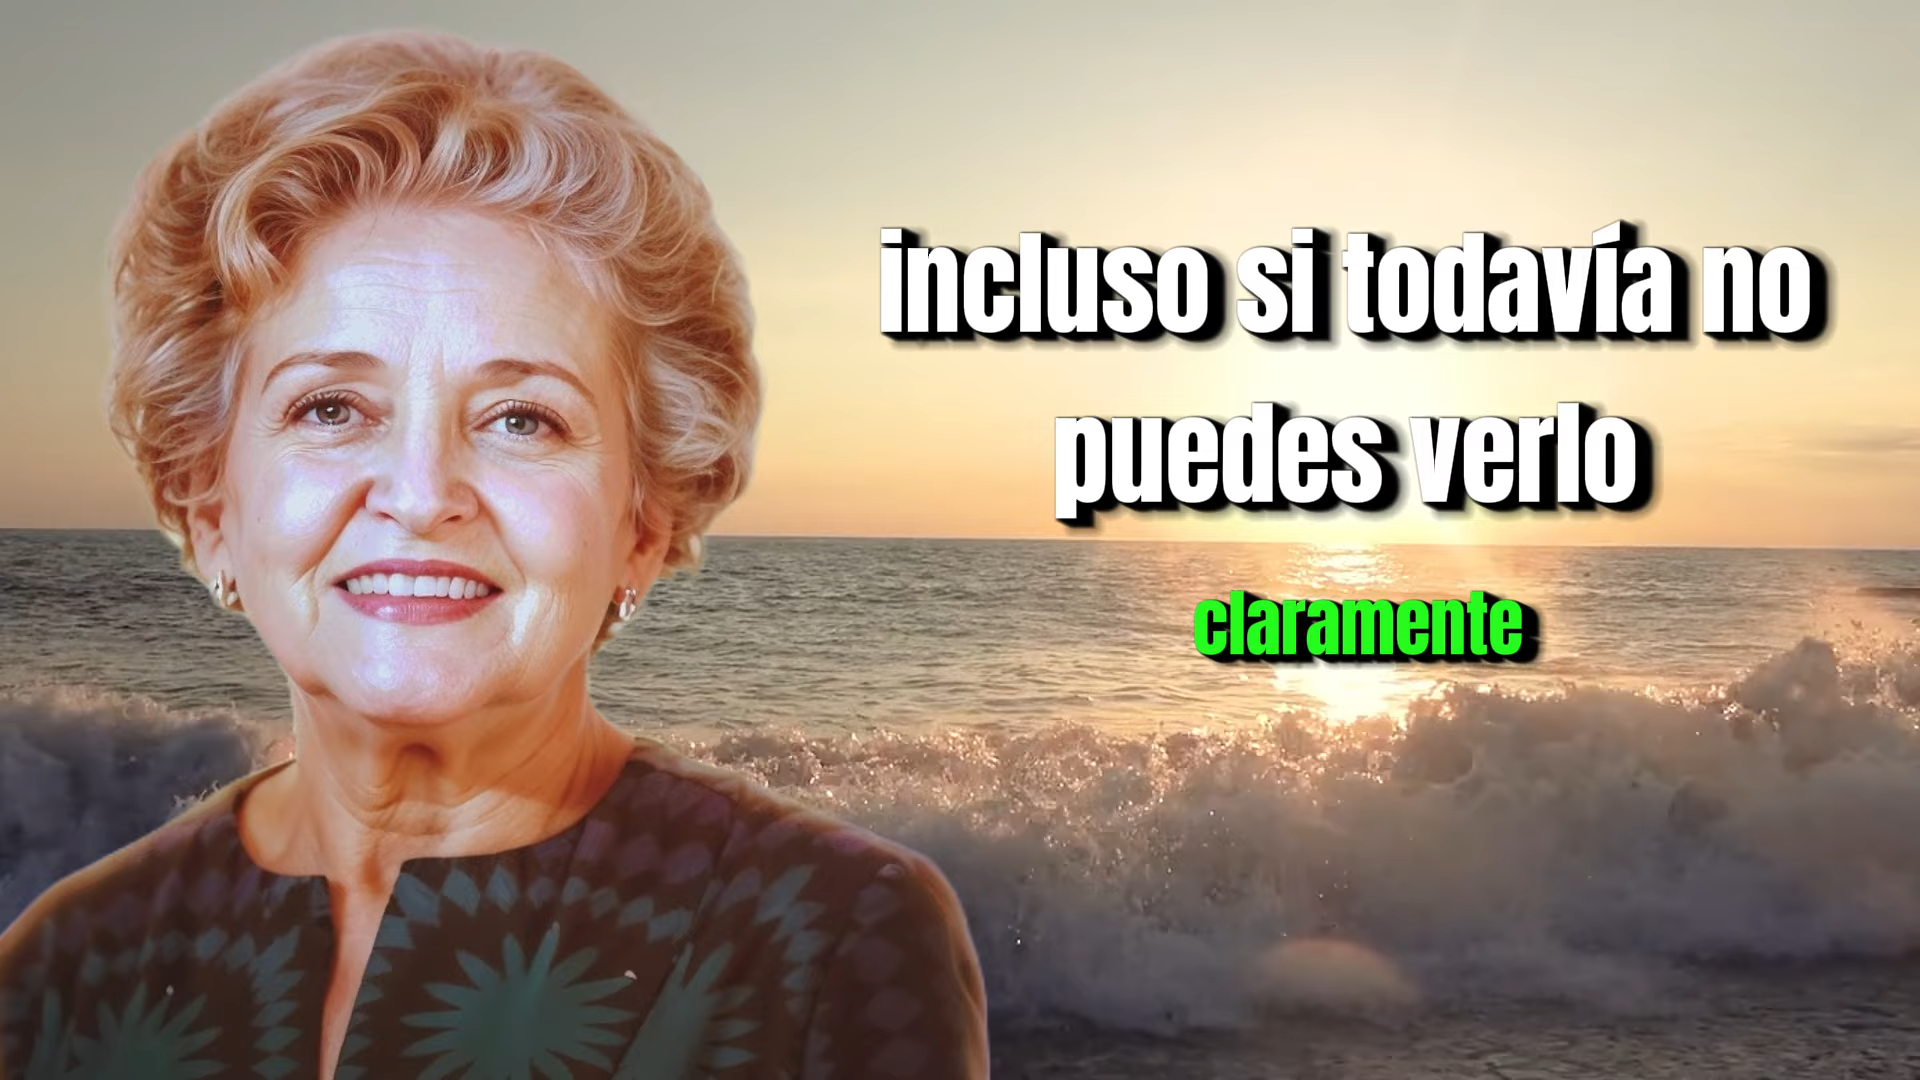 incluso si todavía no
puedes verlo
claramente